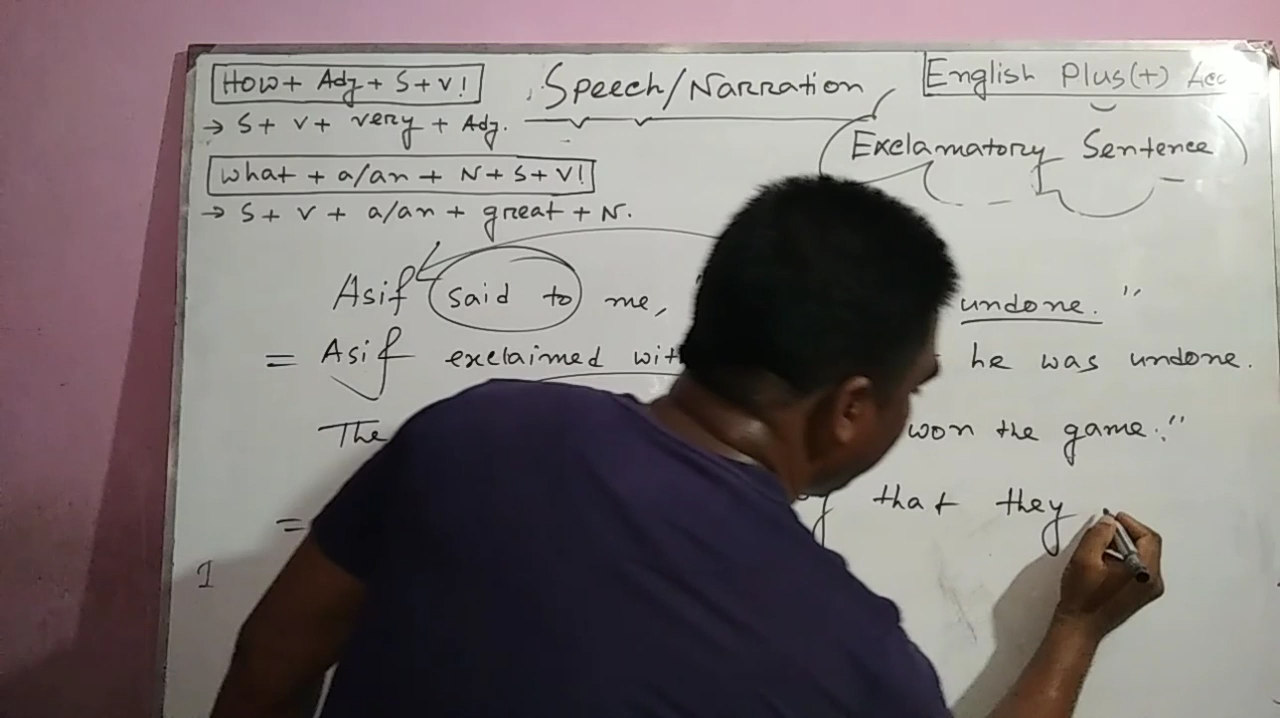 How + Adj + S + V!
Speech/Narration
English Plus(+)
→ S + V + very + Adj.
Exclamatory Sentence
What + a/an + N + S + V!
→ S + V + a/an + great + N.
Asif said to me, undone."
= Asif exclaimed he was undone.
The won the game."
= that they
1